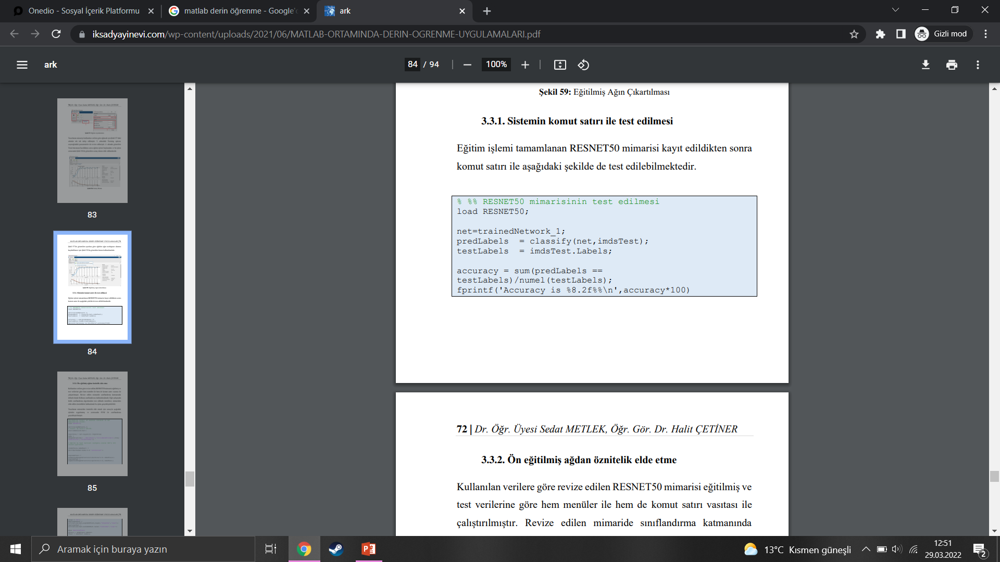 Onedio - Sosyal İçerik Platformu
matlab derin öğrenme - Google'd
ark
iksadyayinevi.com/wp-content/uploads/2021/06/MATLAB-ORTAMINDA-DERIN-OGRENME-UYGULAMALARI.pdf
Gizli mod
ark
84 / 94
100%
83
84
85
Şekil 59: Eğitilmiş Ağın Çıkartılması
3.3.1. Sistemin komut satırı ile test edilmesi
Eğitim işlemi tamamlanan RESNET50 mimarisi kayıt edildikten sonra
komut satırı ile aşağıdaki şekilde de test edilebilmektedir.
% %% RESNET50 mimarisinin test edilmesi
load RESNET50;
net=trainedNetwork_1;
predLabels = classify(net,imdsTest);
testLabels = imdsTest.Labels;
accuracy = sum(predLabels ==
testLabels)/numel(testLabels);
fprintf('Accuracy is %8.2f%%\n',accuracy*100)
72 | Dr. Öğr. Üyesi Sedat METLEK, Öğr. Gör. Dr. Halit ÇETİNER
3.3.2. Ön eğitilmiş ağdan öznitelik elde etme
Kullanılan verilere göre revize edilen RESNET50 mimarisi eğitilmiş ve
test verilerine göre hem menüler ile hem de komut satırı vasıtası ile
çalıştırılmıştır. Revize edilen mimaride sınıflandırma katmanında
Aramak için buraya yazın
13°C Kısmen güneşli
12:51
29.03.2022
2